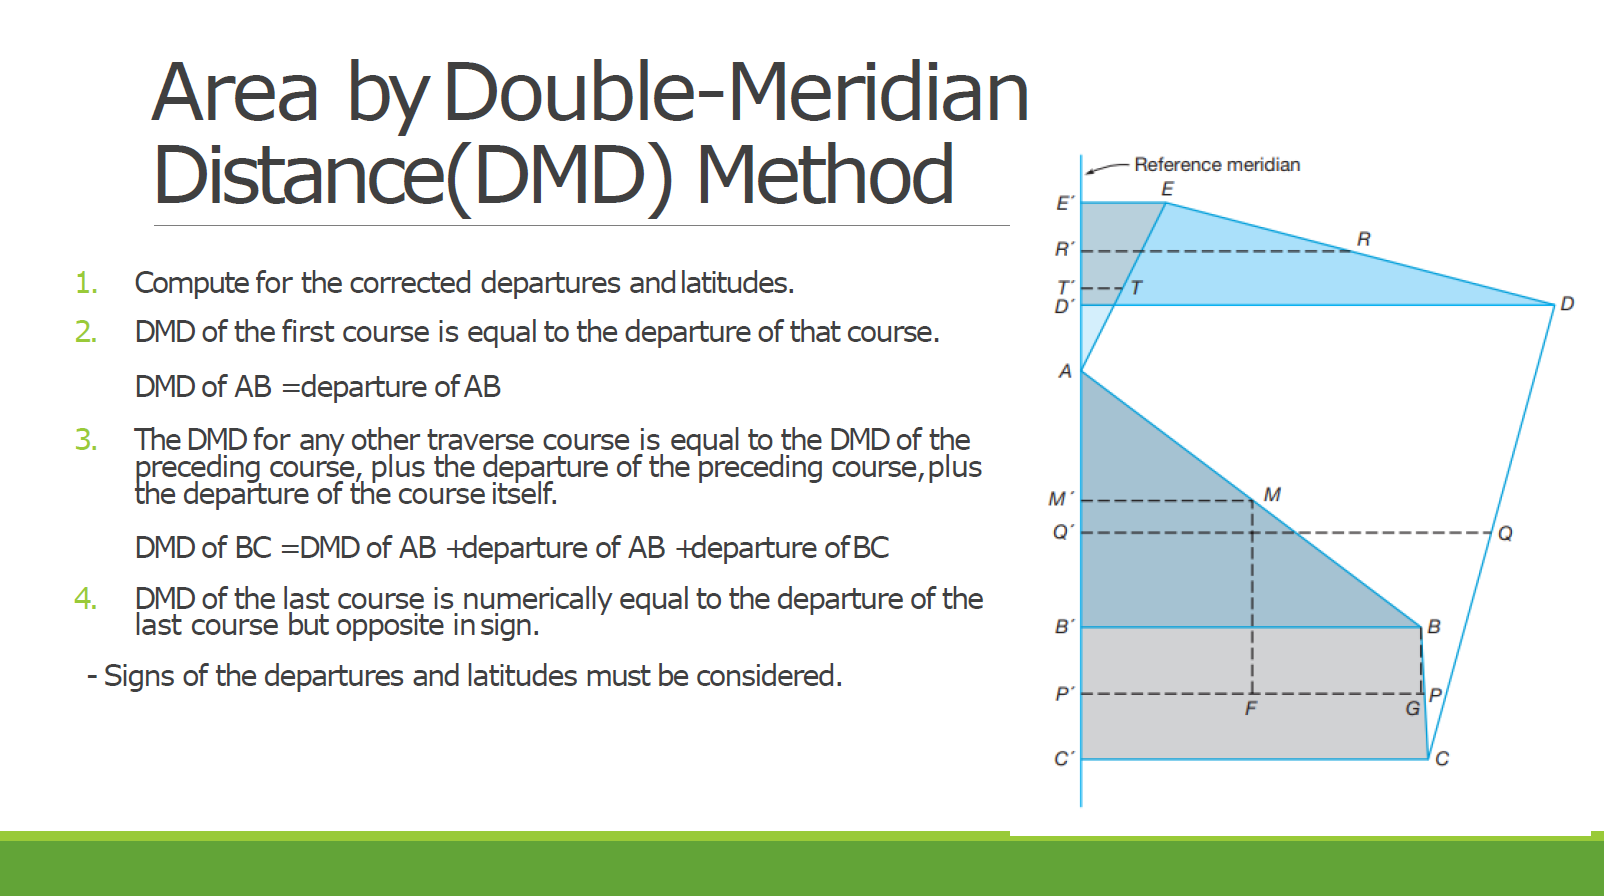 Area by Double-Meridian
Distance(DMD) Method
1. Compute for the corrected departures and latitudes.
2. DMD of the first course is equal to the departure of that course.
DMD of AB =departure of AB
3. The DMD for any other traverse course is equal to the DMD of the
preceding course, plus the departure of the preceding course, plus
the departure of the course itself.
DMD of BC =DMD of AB +departure of AB +departure of BC
4. DMD of the last course is numerically equal to the departure of the
last course but opposite in sign.
- Signs of the departures and latitudes must be considered.
Reference meridian
E′ E
R′ R
T′ T
D′ D
A
M′ M
Q′ Q
B′ B
P′ P
F G
C′ C